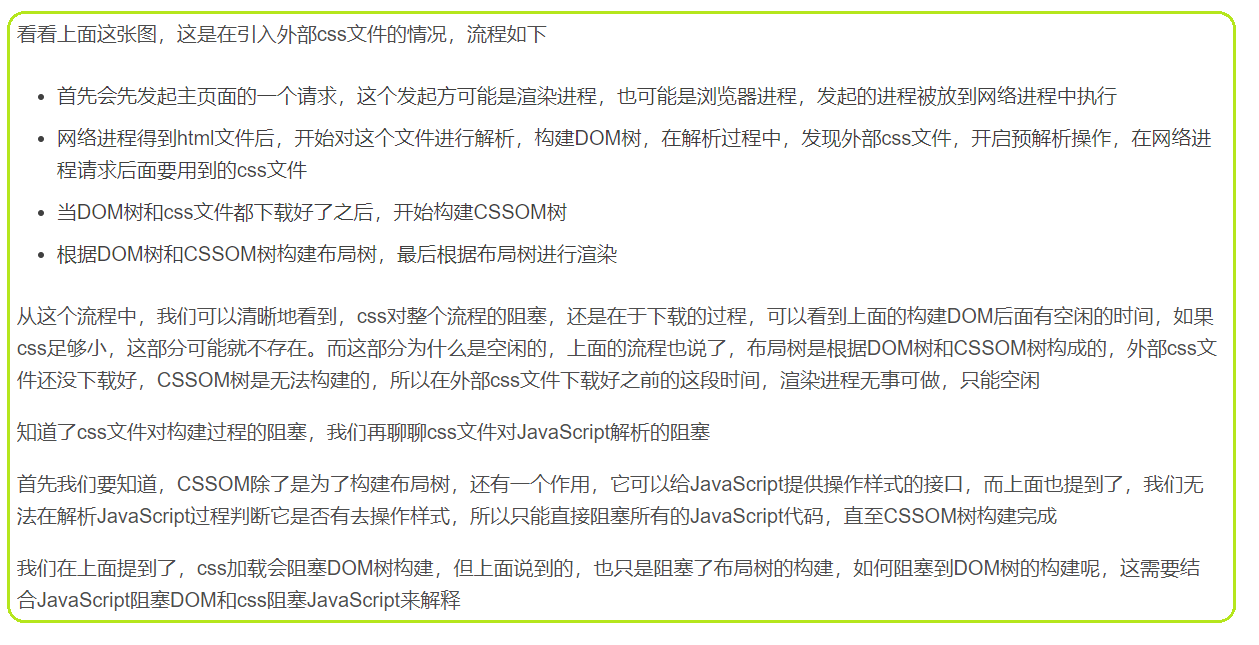 看看上面这张图，这是在引入外部css文件的情况，流程如下
首先会先发起主页面的一个请求，这个发起方可能是渲染进程，也可能是浏览器进程，发起的进程被放到网络进程中执行
网络进程得到html文件后，开始对这个文件进行解析，构建DOM树，在解析过程中，发现外部css文件，开启预解析操作，在网络进
程请求后面要用到的css文件
当DOM树和css文件都下载好了之后，开始构建CSSOM树
根据DOM树和CSSOM树构建布局树，最后根据布局树进行渲染
从这个流程中，我们可以清晰地看到，css对整个流程的阻塞，还是在于下载的过程，可以看到上面的构建DOM后面有空闲的时间，如果
css足够小，这部分可能就不存在。而这部分为什么是空闲的，上面的流程也说了，布局树是根据DOM树和CSSOM树构成的，外部css文
件还没下载好，CSSOM树是无法构建的，所以在外部css文件下载好之前的这段时间，渲染进程无事可做，只能空闲
知道了css文件对构建过程的阻塞，我们再聊聊css文件对JavaScript解析的阻塞
首先我们要知道，CSSOM除了是为了构建布局树，还有一个作用，它可以给JavaScript提供操作样式的接口，而上面也提到了，我们无
法在解析JavaScript过程判断它是否有去操作样式，所以只能直接阻塞所有的JavaScript代码，直至CSSOM树构建完成
我们在上面提到了，css加载会阻塞DOM树构建，但上面说到的，也只是阻塞了布局树的构建，如何阻塞到DOM树的构建呢，这需要结
合JavaScript阻塞DOM和css阻塞JavaScript来解释